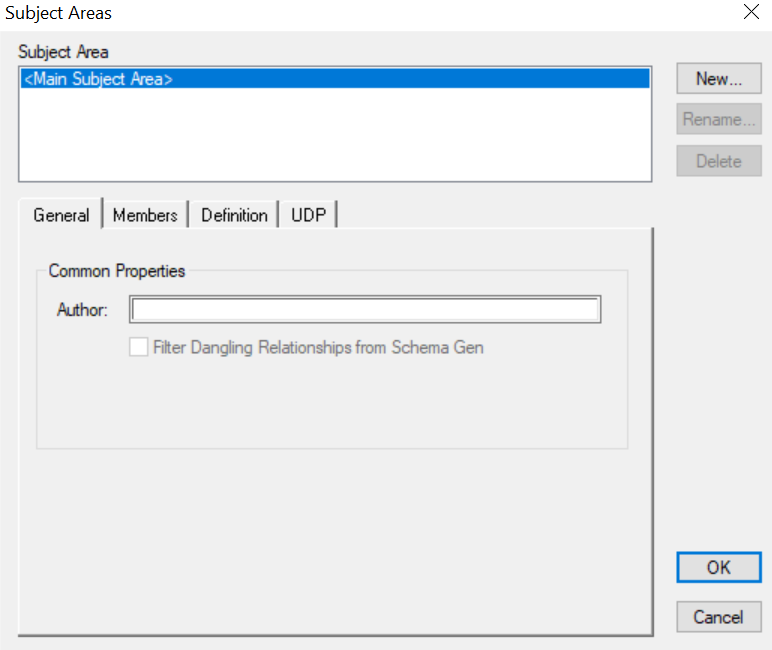 Subject Areas
Subject Area
<Main Subject Area>
New...
Rename...
Delete
General Members Definition UDP
Common Properties
Author:
Filter Dangling Relationships from Schema Gen
OK
Cancel